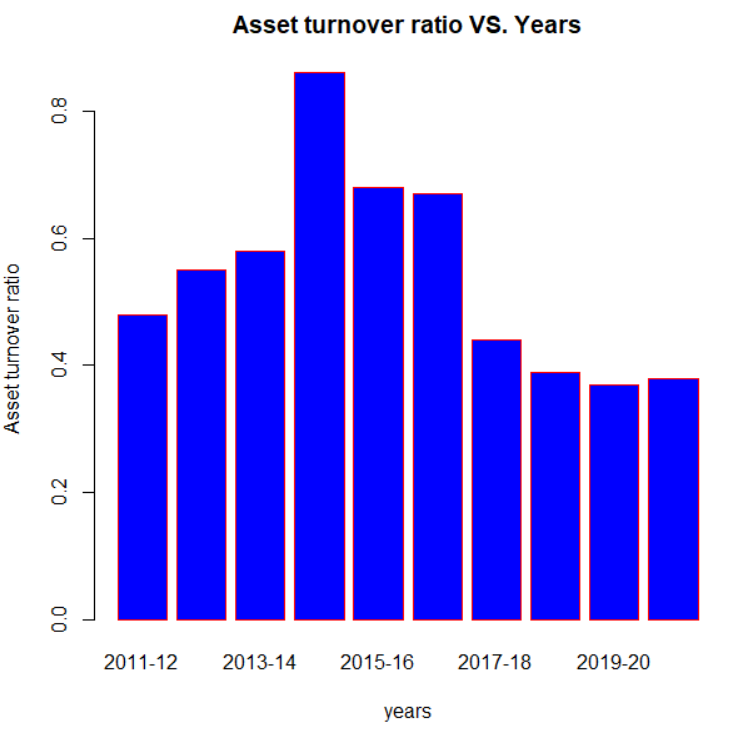 Asset turnover ratio VS. Years
Asset turnover ratio
0.8
0.6
0.4
0.2
0.0
2011-12 2013-14 2015-16 2017-18 2019-20
years